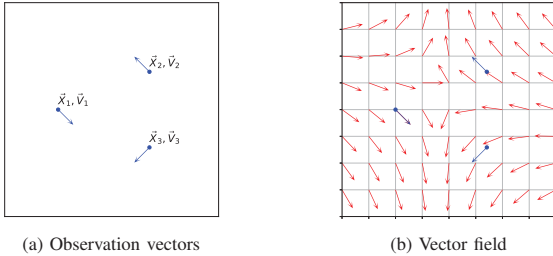 X⃗₂, V⃗₂
X⃗₁, V⃗₁
X⃗₃, V⃗₃
(a) Observation vectors
(b) Vector field